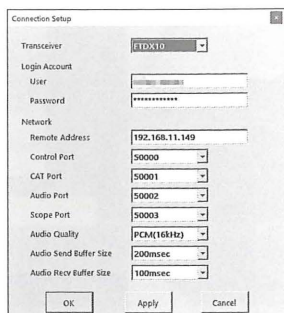 Connection Setup
Transceiver FTDX10
Login Account
User
Password ************
Network
Remote Address 192.168.11.149
Control Port 50000
CAT Port 50001
Audio Port 50002
Scope Port 50003
Audio Quality PCM(16kHz)
Audio Send Buffer Size 200msec
Audio Recv Buffer Size 100msec
OK Apply Cancel